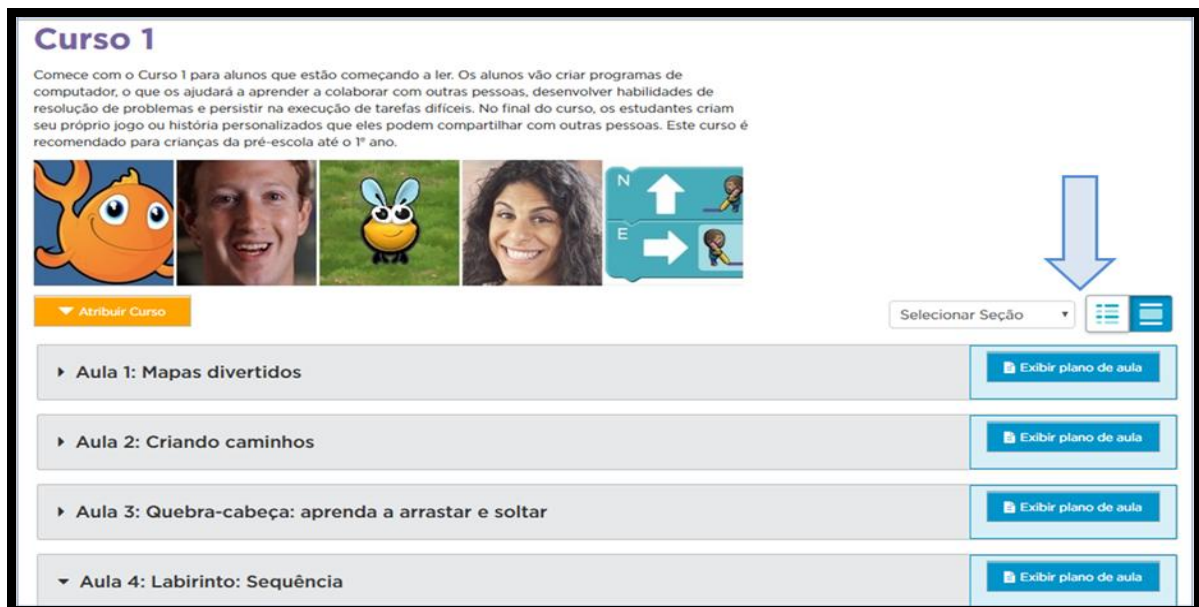 Curso 1
Comece com o Curso 1 para alunos que estão começando a ler. Os alunos vão criar programas de
computador, o que os ajudará a aprender a colaborar com outras pessoas, desenvolver habilidades de
resolução de problemas e persistir na execução de tarefas difíceis. No final do curso, os estudantes criam
seu próprio jogo ou história personalizados que eles podem compartilhar com outras pessoas. Este curso é
recomendado para crianças da pré-escola até o 1º ano.
N
E
Atribuir Curso
Selecionar Seção
Aula 1: Mapas divertidos
Exibir plano de aula
Aula 2: Criando caminhos
Exibir plano de aula
Aula 3: Quebra-cabeça: aprenda a arrastar e soltar
Exibir plano de aula
Aula 4: Labirinto: Sequência
Exibir plano de aula